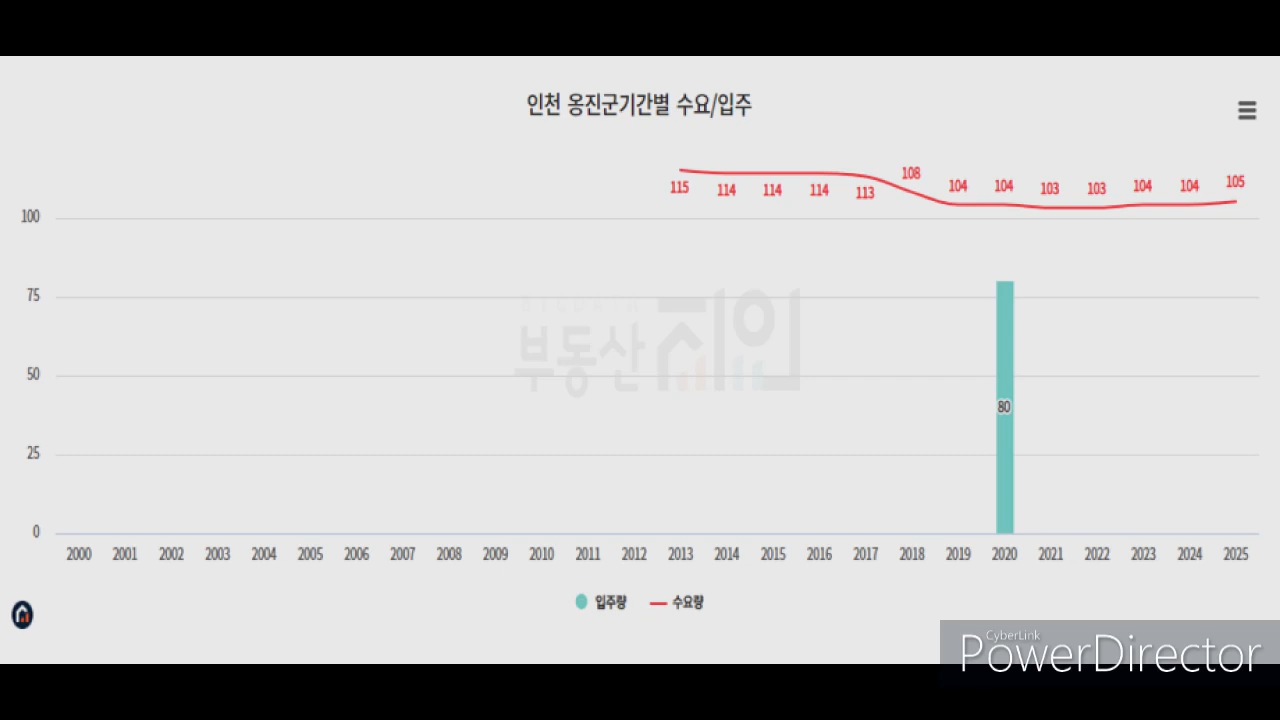 인천 옹진군기간별 수요/입주
115 114 114 114 113 108 104 104 103 103 104 104 105
100
75
부동산 지인
50
80
25
0
2000 2001 2002 2003 2004 2005 2006 2007 2008 2009 2010 2011 2012 2013 2014 2015 2016 2017 2018 2019 2020 2021 2022 2023 2024 2025
입주량 수요량
CyberLink
PowerDirector